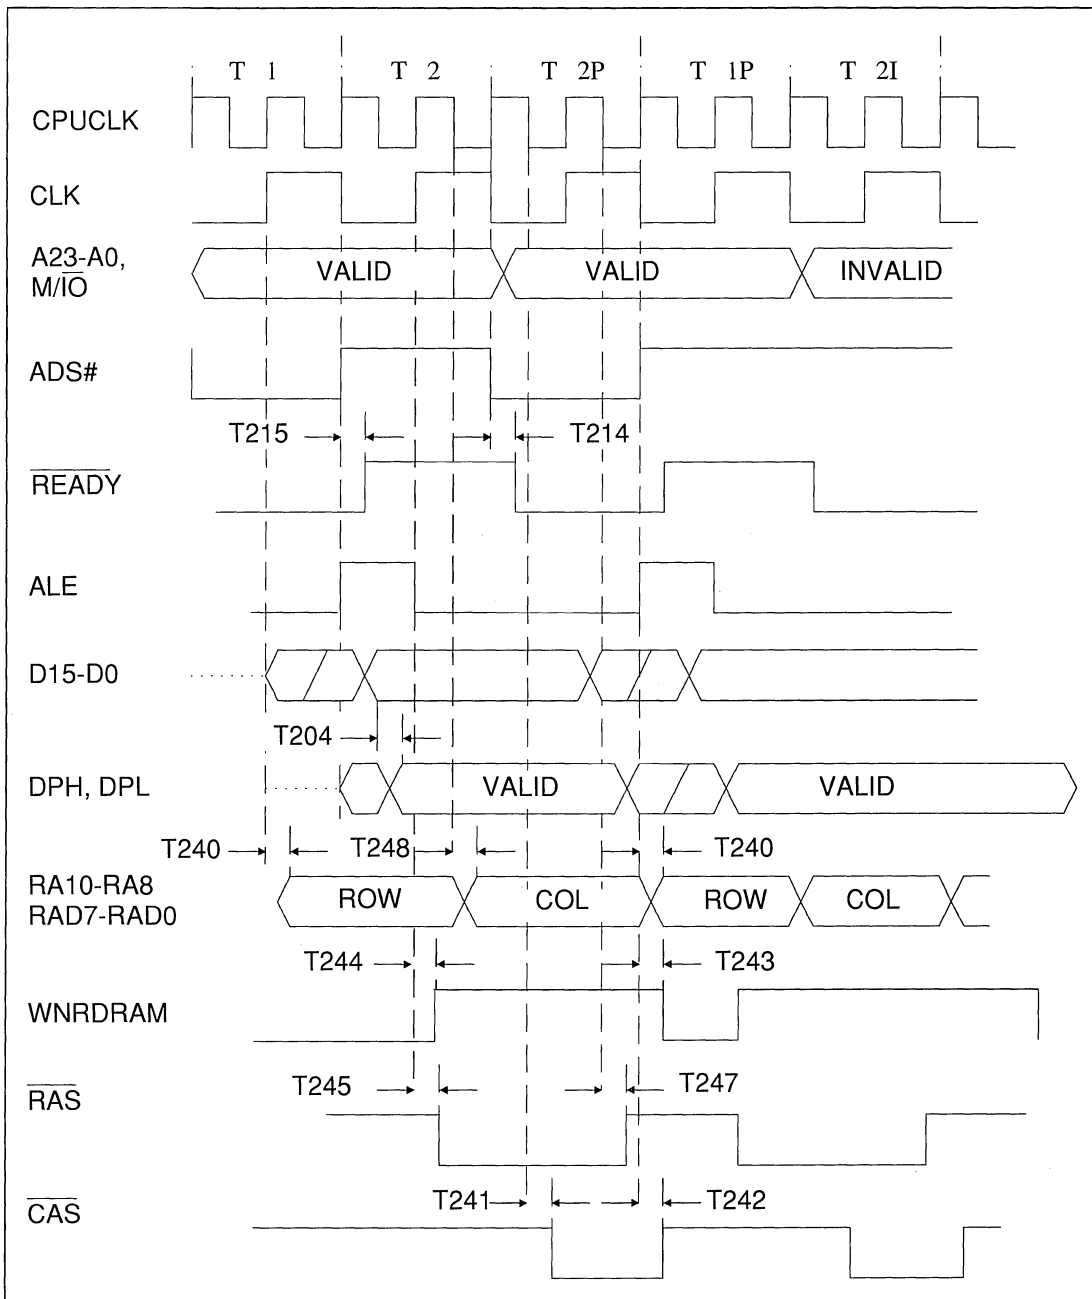 T 1 T 2 T 2P T 1P T 2I
CPUCLK
CLK
A23-A0,
M/IO VALID VALID INVALID
ADS#
T215 T214
READY
ALE
D15-D0
T204
DPH, DPL VALID VALID
T240 T248 T240
RA10-RA8
RAD7-RAD0 ROW COL ROW COL
T244 T243
WNRDRAM
T245 T247
RAS
T241 T242
CAS